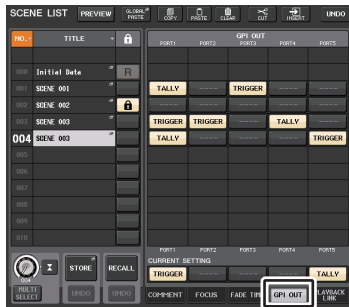 SCENE LIST PREVIEW GLOBAL PASTE COPY PASTE CLEAR CUT INSERT UNDO
NO. TITLE GPI OUT
PORT1 PORT2 PORT3 PORT4 PORT5
000 Initial Data R
001 SCENE 001 TALLY ---- TRIGGER ---- ----
002 SCENE 002 ---- ---- ---- ---- ----
003 SCENE 003 TRIGGER TRIGGER ---- TALLY ----
004 SCENE 003 TALLY ---- ---- ---- TRIGGER
005
006
007
008
009
010
PORT1 PORT2 PORT3 PORT4 PORT5
CURRENT SETTING
TRIGGER ---- ---- ---- TALLY
004 STORE RECALL
MULTI SELECT UNDO UNDO
COMMENT FOCUS FADE TIM GPI OUT LAYBACK LINK